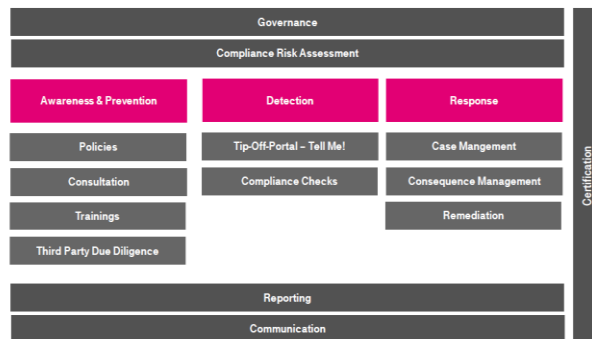 Governance
Compliance Risk Assessment
Awareness & Prevention
Detection
Response
Policies
Tip-Off-Portal – Tell Me!
Case Mangement
Consultation
Compliance Checks
Consequence Management
Trainings
Remediation
Third Party Due Diligence
Reporting
Communication
Certification